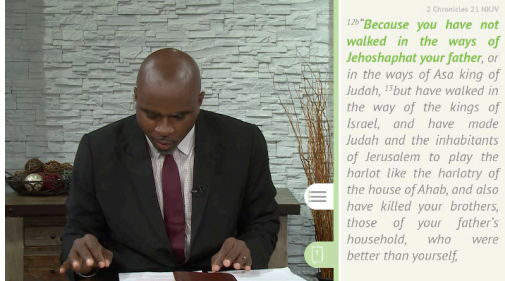 2 Chronicles 21 NKJV
12b“Because you have not
walked in the ways of
Jehoshaphat your father, or
in the ways of Asa king of
Judah, 13but have walked in
the way of the kings of
Israel, and have made
Judah and the inhabitants
of Jerusalem to play the
harlot like the harlotry of
the house of Ahab, and also
have killed your brothers,
those of your father’s
household, who were
better than yourself,